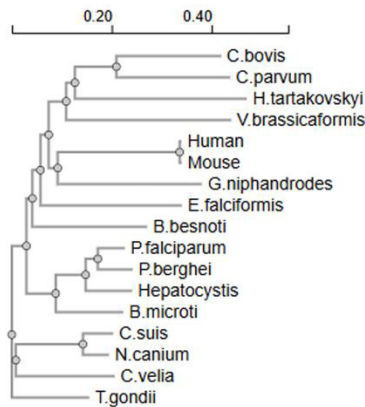 0.20 0.40
C.bovis
C.parvum
H.tartakovskyi
V.brassicaformis
Human
Mouse
G.niphandrodes
E.falciformis
B.besnoti
P.falciparum
P.berghei
Hepatocystis
B.microti
C.suis
N.canium
C.velia
T.gondii